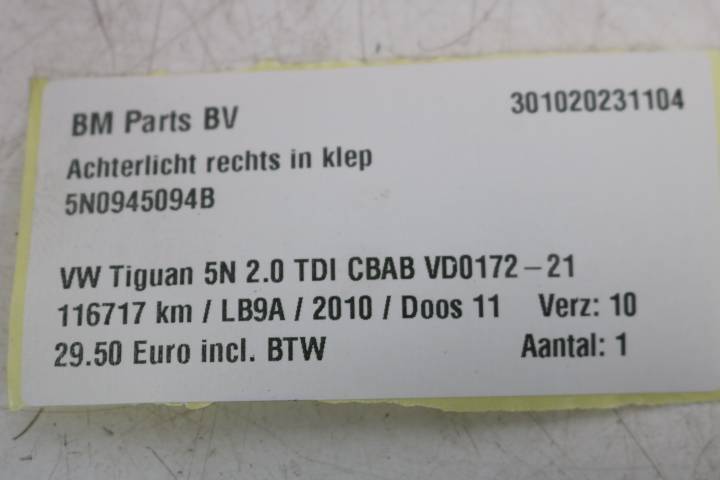 BM Parts BV 301020231104
Achterlicht rechts in klep
5N0945094B
VW Tiguan 5N 2.0 TDI CBAB VD0172-21
116717 km / LB9A / 2010 / Doos 11 Verz: 10
29.50 Euro incl. BTW Aantal: 1